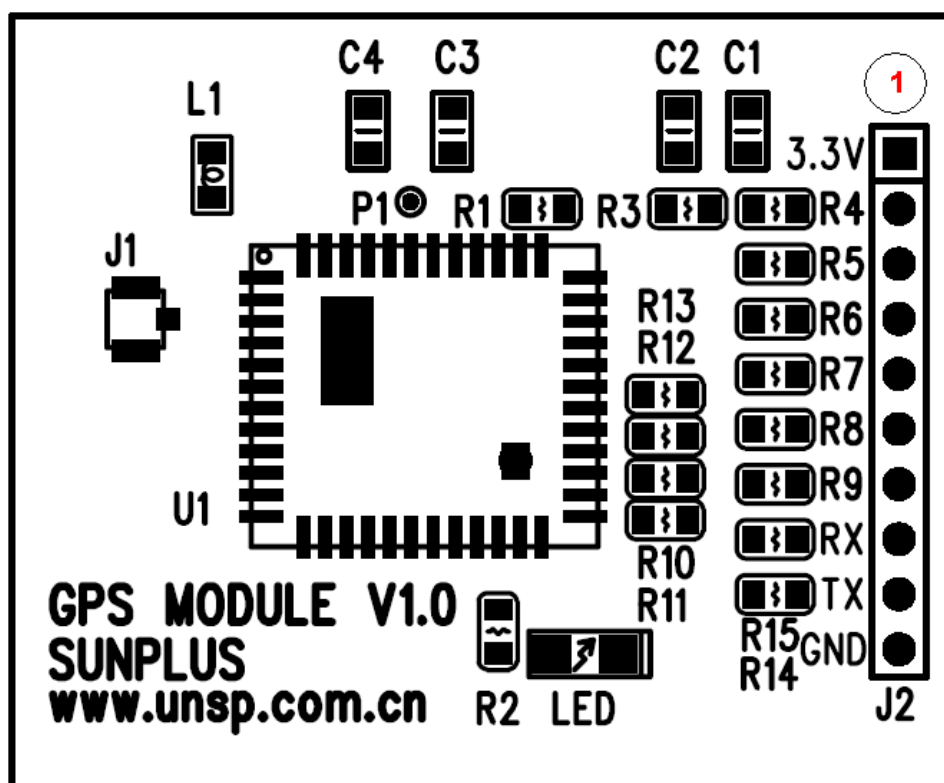 C4 C3 C2 C1 1
L1
3.3V
P1 R1 R3 R4
J1 R5
R13 R6
R12
R7
R8
R9
U1
RX
R10
GPS MODULE V1.0 R11 TX
SUNPLUS R15 GND
R14
www.unsp.com.cn R2 LED J2